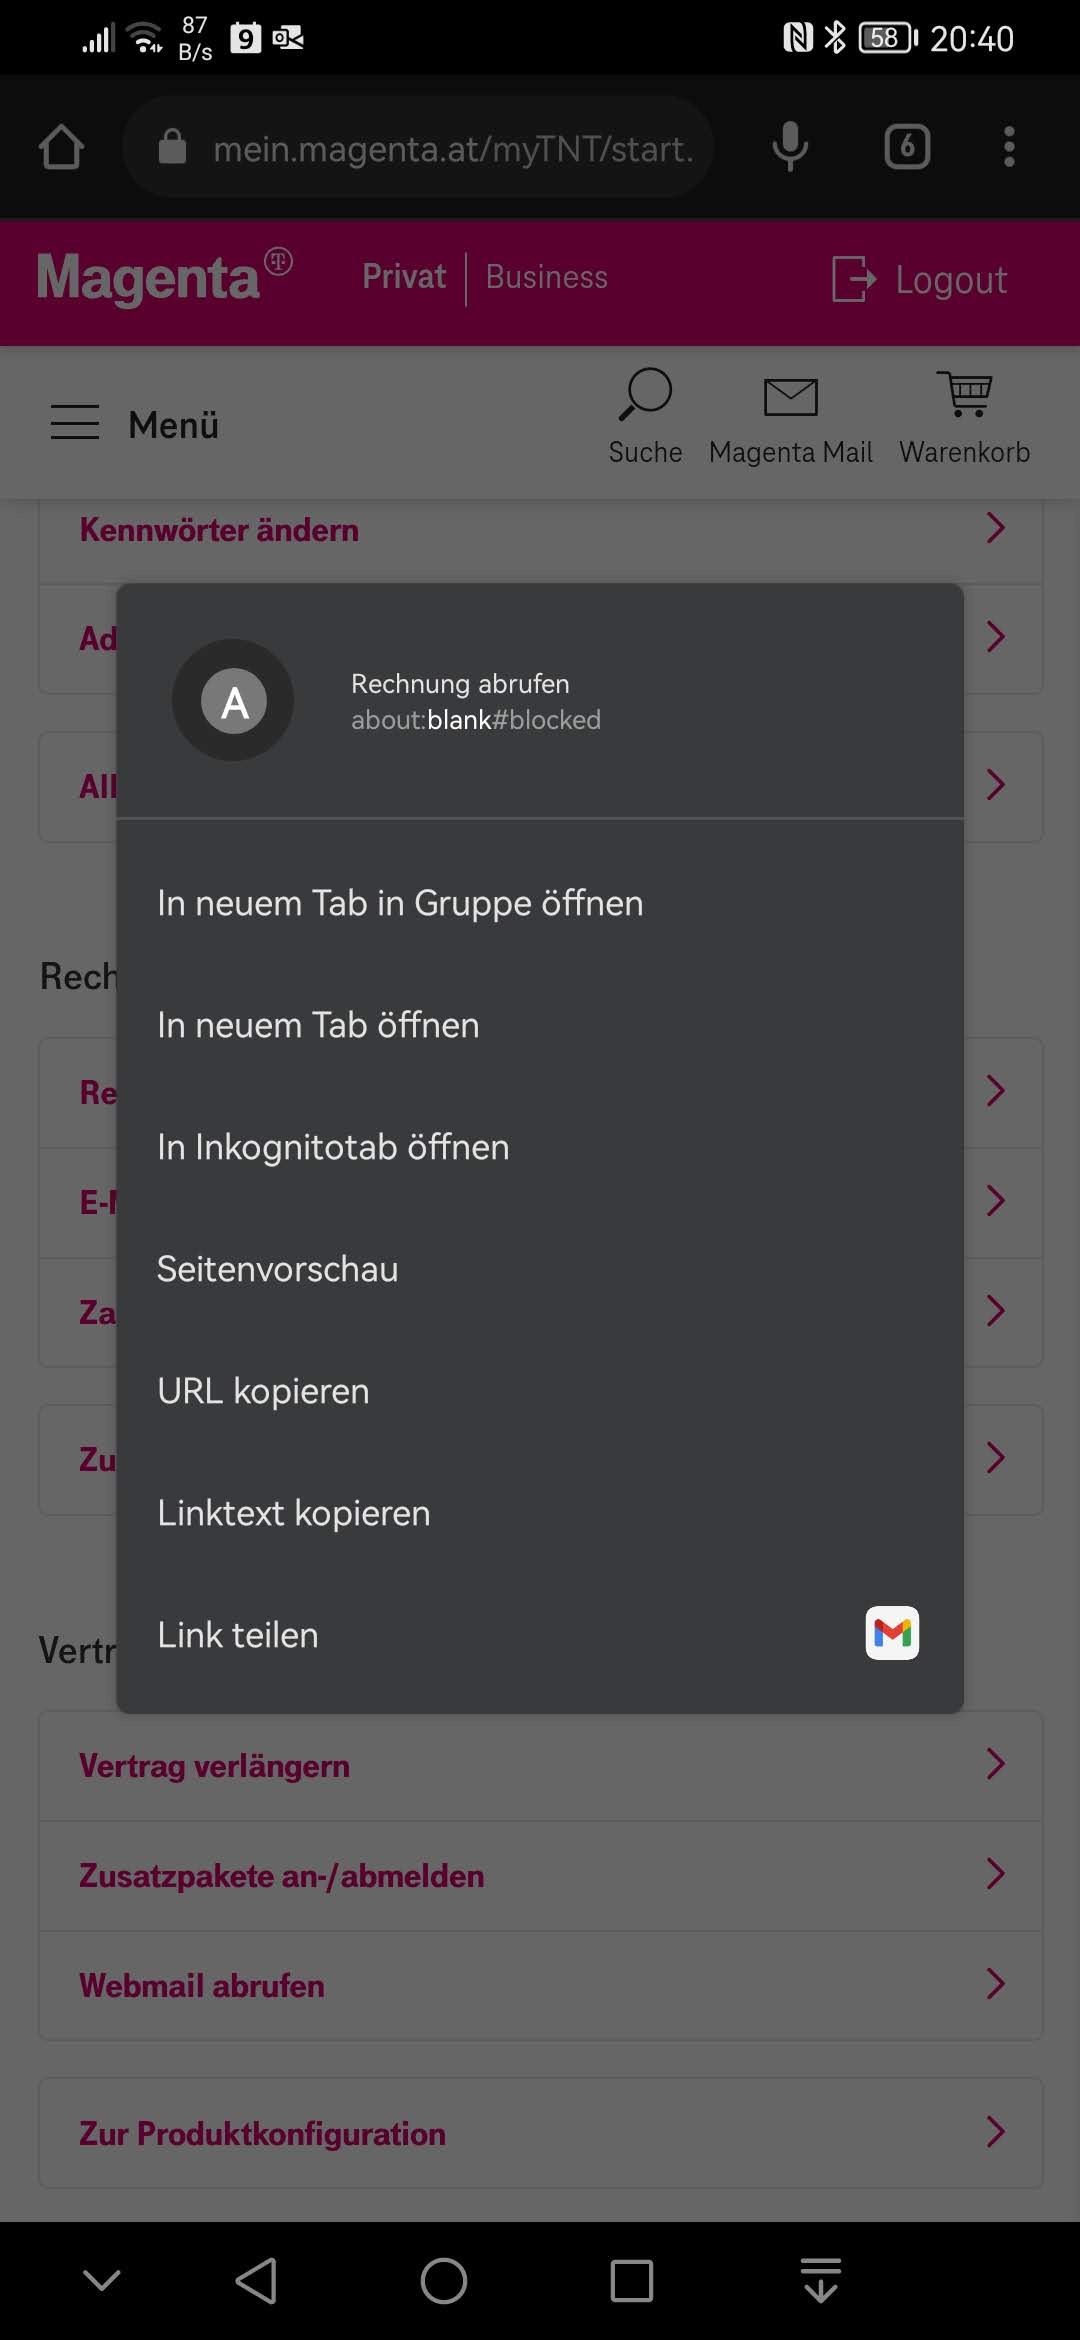 87
B/s
9
58
20:40
mein.magenta.at/myTNT/start.
6
Magenta
T
Privat
Business
Logout
Menü
Suche
Magenta Mail
Warenkorb
Kennwörter ändern
Ad
A
Rechnung abrufen
about:blank#blocked
All
In neuem Tab in Gruppe öffnen
Rech
In neuem Tab öffnen
Re
In Inkognitotab öffnen
E-
Seitenvorschau
Za
URL kopieren
Zu
Linktext kopieren
Link teilen
Vertr
Vertrag verlängern
Zusatzpakete an-/abmelden
Webmail abrufen
Zur Produktkonfiguration